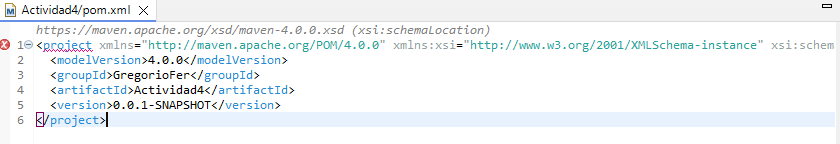 Actividad4/pom.xml
https://maven.apache.org/xsd/maven-4.0.0.xsd (xsi:schemaLocation)
1 <project xmlns="http://maven.apache.org/POM/4.0.0" xmlns:xsi="http://www.w3.org/2001/XMLSchema-instance" xsi:schem
2 <modelVersion>4.0.0</modelVersion>
3 <groupId>GregorioFer</groupId>
4 <artifactId>Actividad4</artifactId>
5 <version>0.0.1-SNAPSHOT</version>
6 </project>